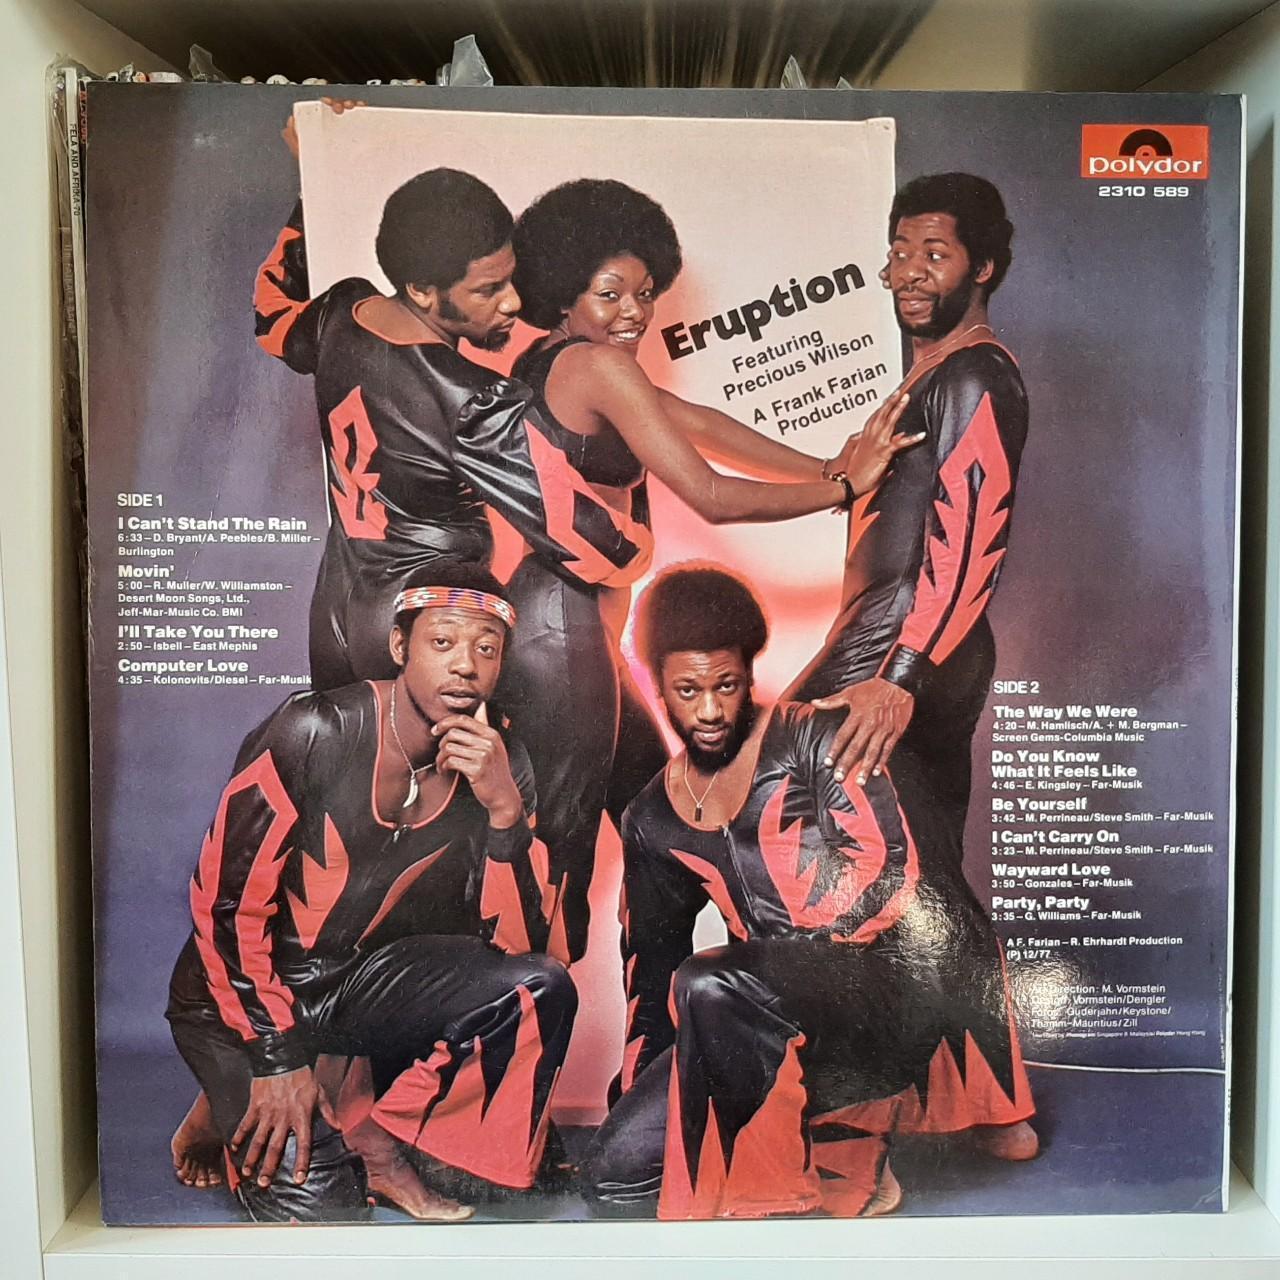 FELA AND AFRIKA 70
polydor
2310 589
Eruption
Featuring
Precious Wilson
A Frank Farian
Production
SIDE 1
I Can't Stand The Rain
6:33 – D. Bryant/A. Peebles/B. Miller –
Burlington
Movin'
5:00 – R. Muller/W. Williamston –
Desert Moon Songs, Ltd.,
Jeff-Mar-Music Co. BMI
I'll Take You There
2:50 – Isbell – East Mephis
Computer Love
4:35 – Kolonovits/Diesel – Far-Musik
SIDE 2
The Way We Were
4:20 – M. Hamlisch/A. + M. Bergman –
Screen Gems-Columbia Music
Do You Know
What It Feels Like
4:46 – E. Kingsley – Far-Musik
Be Yourself
3:42 – M. Perrineau/Steve Smith – Far-Musik
I Can't Carry On
3:23 – M. Perrineau/Steve Smith – Far-Musik
Wayward Love
3:50 – Gonzales – Far-Musik
Party, Party
3:35 – G. Williams – Far-Musik
A F. Farian – R. Ehrhardt Production
(P) 12/77
Art Direction: M. Vormstein
Design: Vormstein/Dengler
Fotos: Guderjahn/Keystone/
Thamm-Mauritius/Zill